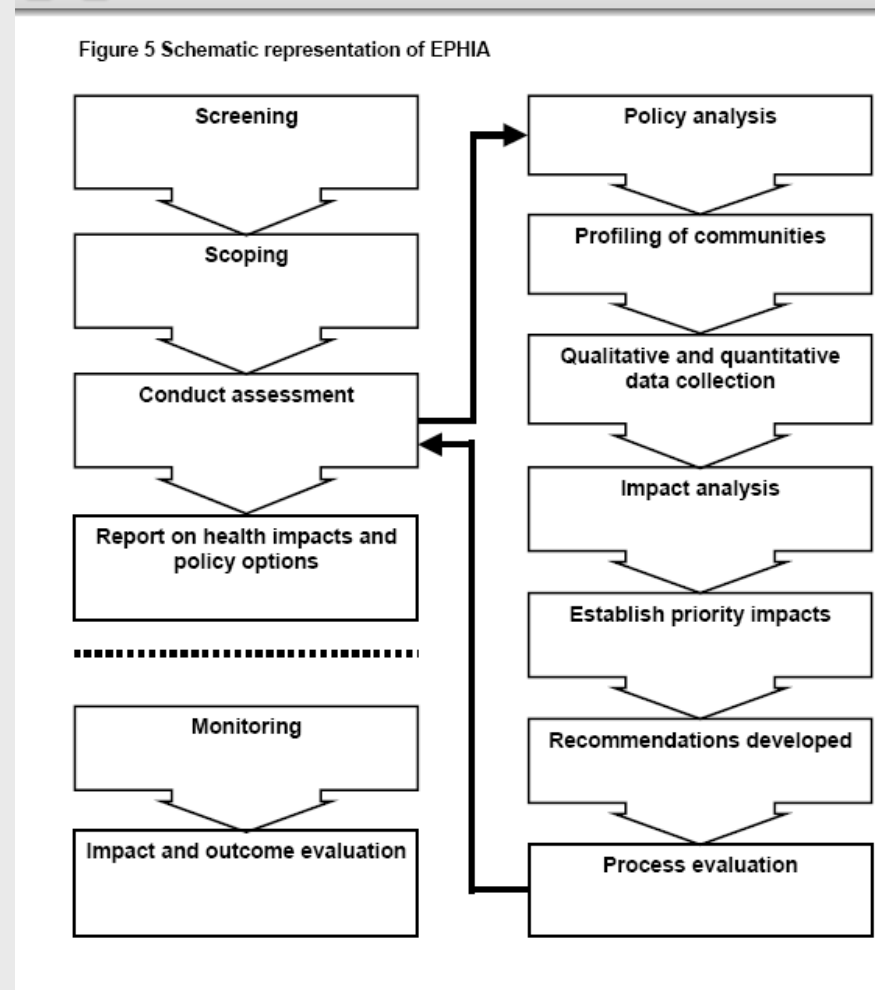 Figure 5 Schematic representation of EPHIA
Screening
Scoping
Conduct assessment
Report on health impacts and
policy options
Monitoring
Impact and outcome evaluation
Policy analysis
Profiling of communities
Qualitative and quantitative
data collection
Impact analysis
Establish priority impacts
Recommendations developed
Process evaluation